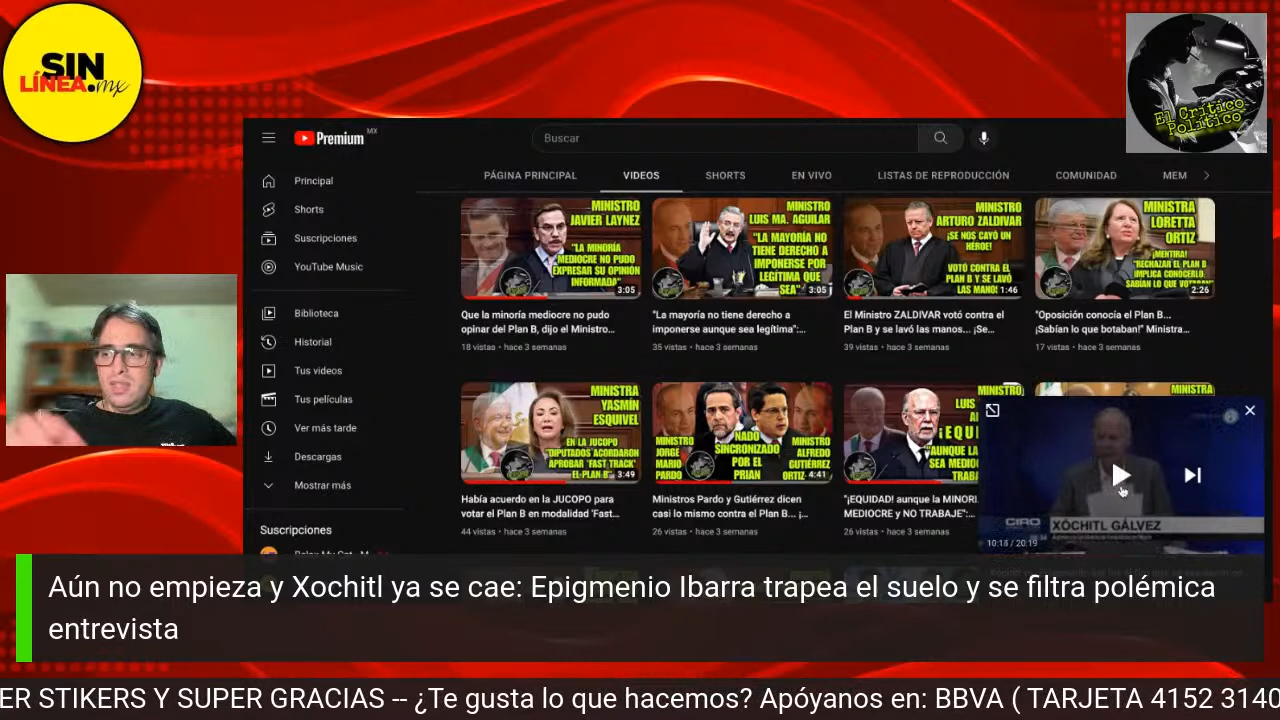 SIN
LÍNEA.mx
El Crítico
Político
Premium MX
Buscar
PÁGINA PRINCIPAL
VIDEOS
SHORTS
EN VIVO
LISTAS DE REPRODUCCIÓN
COMUNIDAD
MEM
Principal
Shorts
Suscripciones
YouTube Music
Biblioteca
Historial
Tus videos
Tus películas
Ver más tarde
Descargas
Mostrar más
Suscripciones
MINISTRO
JAVIER LAYNEZ
"LA MINORÍA
MEDIOCRE NO PUDO
EXPRESAR SU OPINIÓN
INFORMADA"
3:05
Que la minoría mediocre no pudo
opinar del Plan B, dijo el Ministro...
18 vistas • hace 3 semanas
MINISTRO
LUIS MA. AGUILAR
"LA MAYORÍA NO
TIENE DERECHO A
IMPONERSE POR
LEGÍTIMA QUE
SEA"
3:05
"La mayoría no tiene derecho a
imponerse aunque sea legítima":...
35 vistas • hace 3 semanas
MINISTRO
ARTURO ZALDIVAR
¡SE NOS CAYÓ UN
HÉROE!
VOTÓ CONTRA EL
PLAN B Y SE LAVÓ
LAS MANO
1:46
El Ministro ZALDIVAR votó contra el
Plan B y se lavó las manos... ¡Se...
39 vistas • hace 3 semanas
MINISTRA
LORETTA
ORTIZ
¡MENTIRA!
"RECHAZAR EL PLAN B
IMPLICA CONOCERLO.
SABÍAN LO QUE VOTABAN!"
2:26
"Oposición conocía el Plan B...
¡Sabían lo que botaban!" Ministra...
17 vistas • hace 3 semanas
MINISTRA
YASMÍN
ESQUIVEL
EN LA JUCOPO
"DIPUTADOS ACORDARON
APROBAR 'FAST TRACK'
EL PLAN B"
3:49
Había acuerdo en la JUCOPO para
votar el Plan B en modalidad 'Fast...
44 vistas • hace 3 semanas
MINISTRO
JORGE
MARIO
PARDO
NADO
SINCRONIZADO
POR EL
PRIAN
MINISTRO
ALFREDO
GUTIÉRREZ
ORTIZ
4:41
Ministros Pardo y Gutiérrez dicen
casi lo mismo contra el Plan B... ¡...
26 vistas • hace 3 semanas
MINISTRO
LUIS
¡EQUI
"AUNQUE LA
SEA MEDIO
TRABA
"¡EQUIDAD! aunque la MINORI
MEDIOCRE y NO TRABAJE":...
26 vistas • hace 3 semanas
MINISTRA
CIRO
XÓCHITL GÁLVEZ
10:18 / 20:19
Aún no empieza y Xochitl ya se cae: Epigmenio Ibarra trapea el suelo y se filtra polémica
entrevista
ER STIKERS Y SUPER GRACIAS -- ¿Te gusta lo que hacemos? Apóyanos en: BBVA ( TARJETA 4152 3140